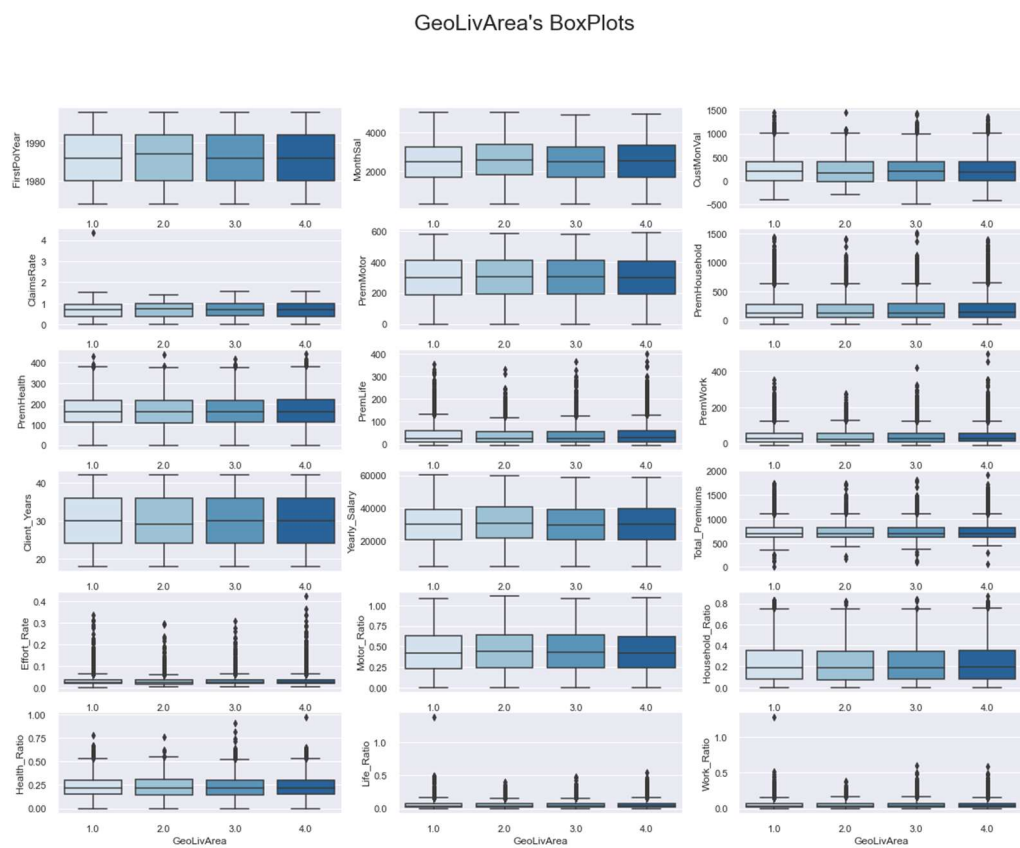 GeoLivArea's BoxPlots
FirstPolYear
1990
1980
1.0 2.0 3.0 4.0
MonthSal
4000
2000
1.0 2.0 3.0 4.0
CustMonVal
1500
1000
500
0
−500
1.0 2.0 3.0 4.0
ClaimsRate
4
3
2
1
0
1.0 2.0 3.0 4.0
PremMotor
600
400
200
0
1.0 2.0 3.0 4.0
PremHousehold
1500
1000
500
0
1.0 2.0 3.0 4.0
PremHealth
400
300
200
100
0
1.0 2.0 3.0 4.0
PremLife
400
300
200
100
0
1.0 2.0 3.0 4.0
PremWork
400
200
0
1.0 2.0 3.0 4.0
Client_Years
40
30
20
1.0 2.0 3.0 4.0
Yearly_Salary
60000
40000
20000
1.0 2.0 3.0 4.0
Total_Premiums
2000
1500
1000
500
0
1.0 2.0 3.0 4.0
Effort_Rate
0.4
0.3
0.2
0.1
0.0
1.0 2.0 3.0 4.0
Motor_Ratio
1.00
0.75
0.50
0.25
0.00
1.0 2.0 3.0 4.0
Household_Ratio
0.8
0.6
0.4
0.2
0.0
1.0 2.0 3.0 4.0
Health_Ratio
1.00
0.75
0.50
0.25
0.00
1.0 2.0 3.0 4.0
GeoLivArea
Life_Ratio
1.0
0.5
0.0
1.0 2.0 3.0 4.0
GeoLivArea
Work_Ratio
1.0
0.5
0.0
1.0 2.0 3.0 4.0
GeoLivArea